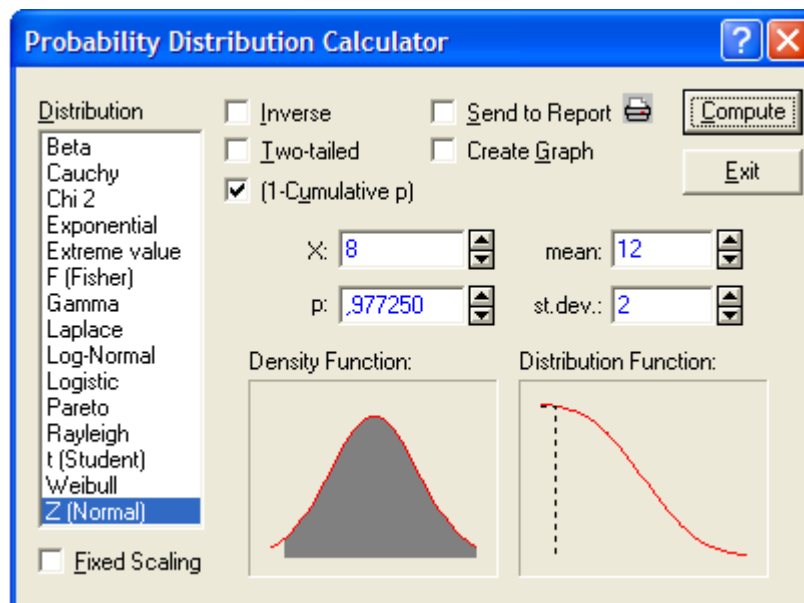 Probability Distribution Calculator
?
Distribution
Beta
Cauchy
Chi 2
Exponential
Extreme value
F (Fisher)
Gamma
Laplace
Log-Normal
Logistic
Pareto
Rayleigh
t (Student)
Weibull
Z (Normal)
Fixed Scaling
Inverse
Two-tailed
(1-Cumulative p)
Send to Report
Create Graph
Compute
Exit
X: 8
mean: 12
p: ,977250
st.dev.: 2
Density Function:
Distribution Function: